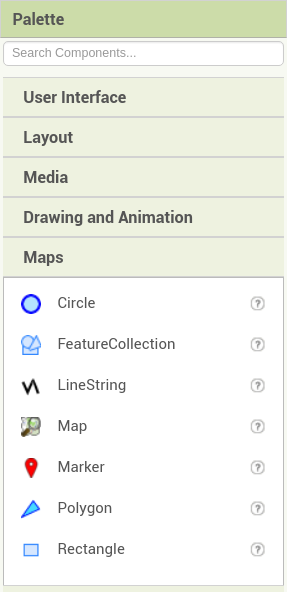 Palette
Search Components...
User Interface
Layout
Media
Drawing and Animation
Maps
Circle ?
FeatureCollection ?
LineString ?
Map ?
Marker ?
Polygon ?
Rectangle ?